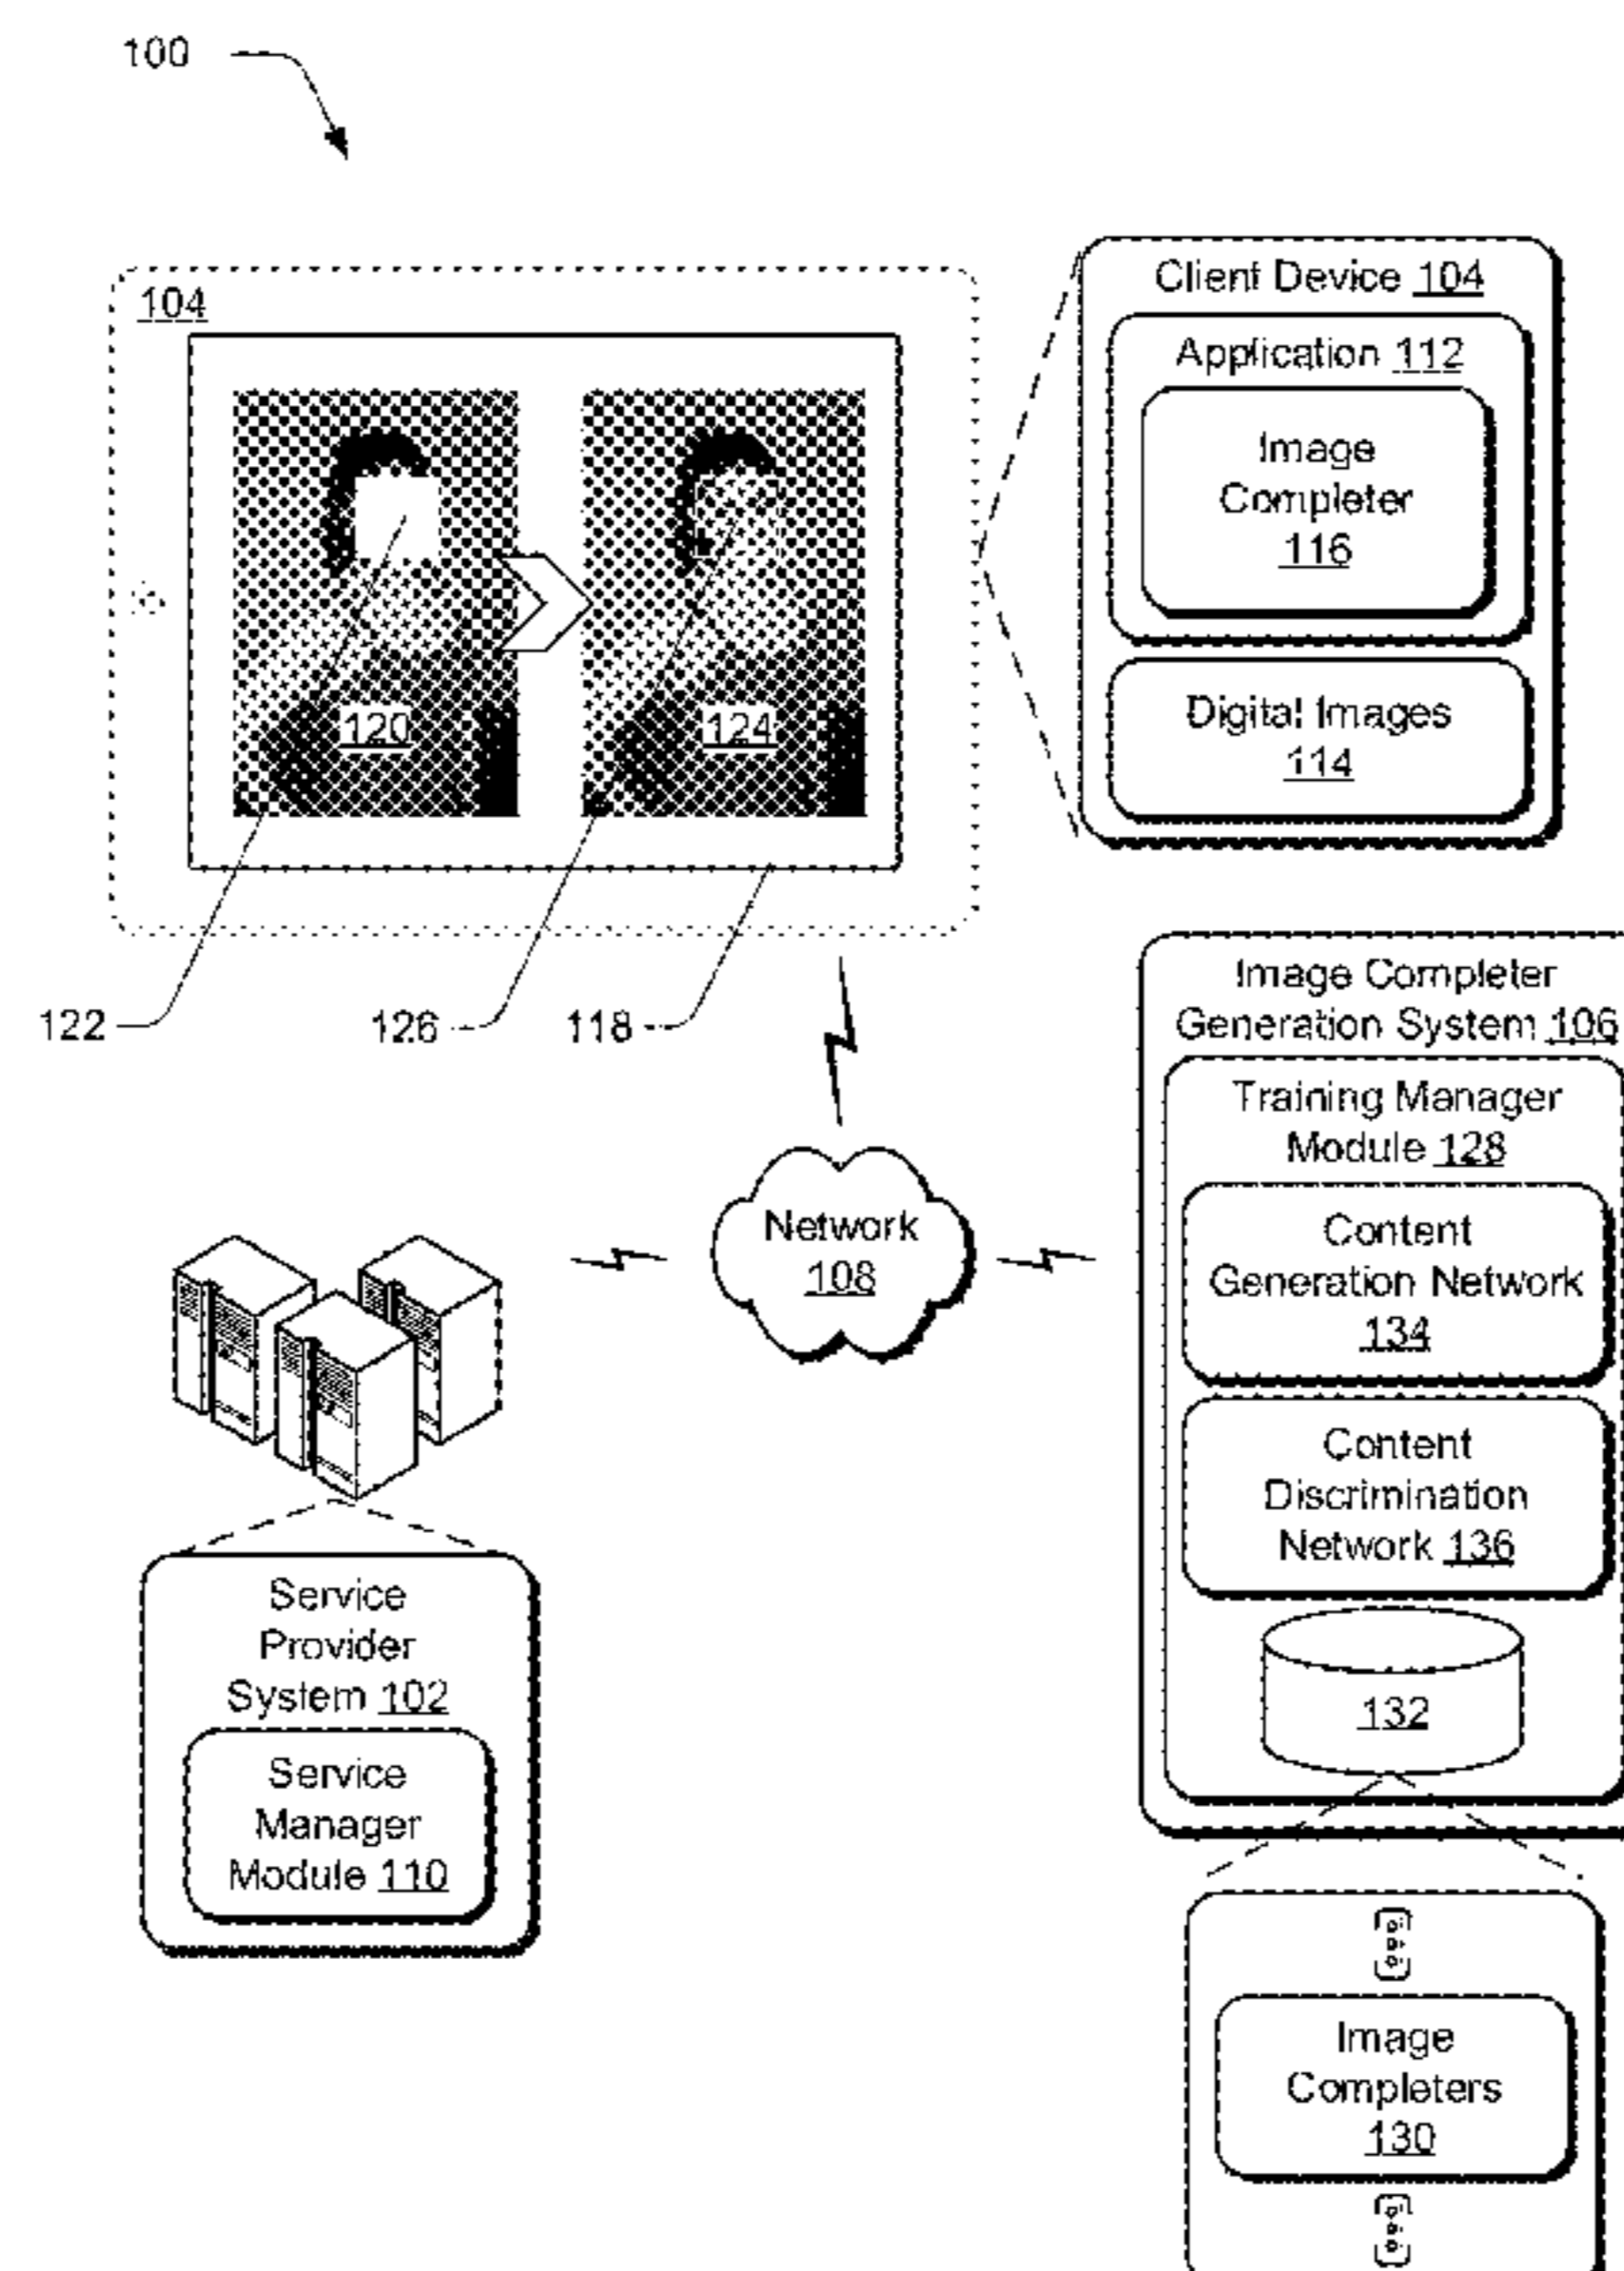 100
104
120
124
122
126
118
Client Device 104
Application 112
Image
Completer
116
Digital Images
114
Network
108
Image Completer
Generation System 106
Training Manager
Module 128
Content
Generation Network
134
Content
Discrimination
Network 136
132
Service
Provider
System 102
Service
Manager
Module 110
Image
Completers
130